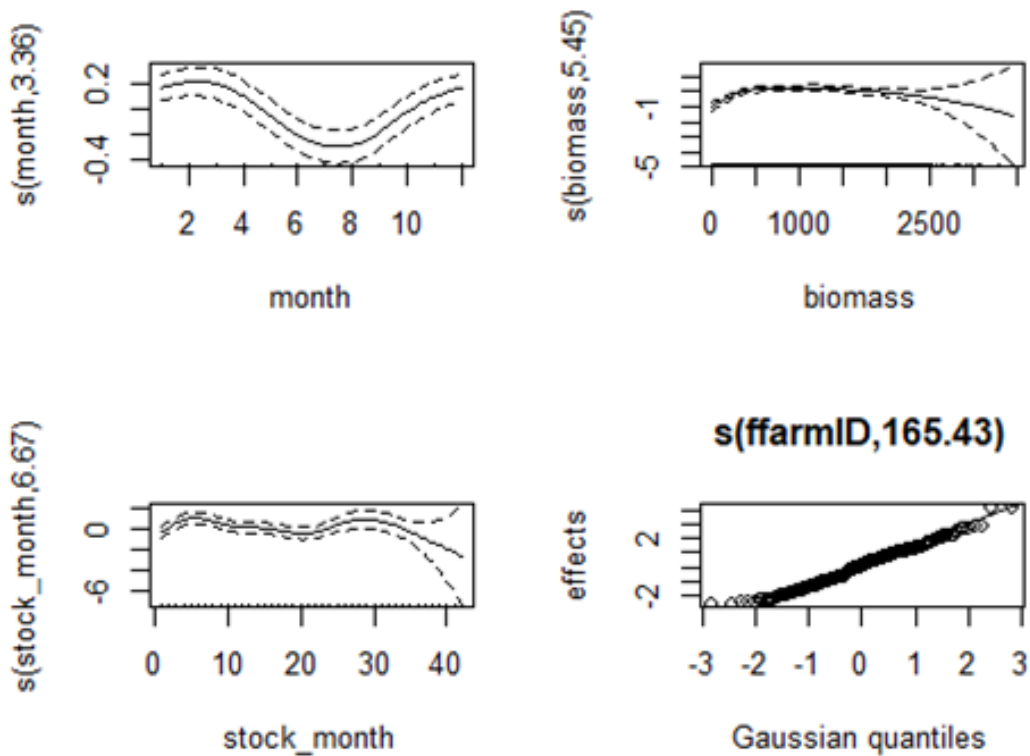 s(month,3.36)
0.2
-0.4
2 4 6 8 10
month
s(biomass,5.45)
-1
-5
0 1000 2500
biomass
s(stock_month,6.67)
0
-6
0 10 20 30 40
stock_month
s(ffarmID,165.43)
effects
2
-2
-3 -2 -1 0 1 2 3
Gaussian quantiles